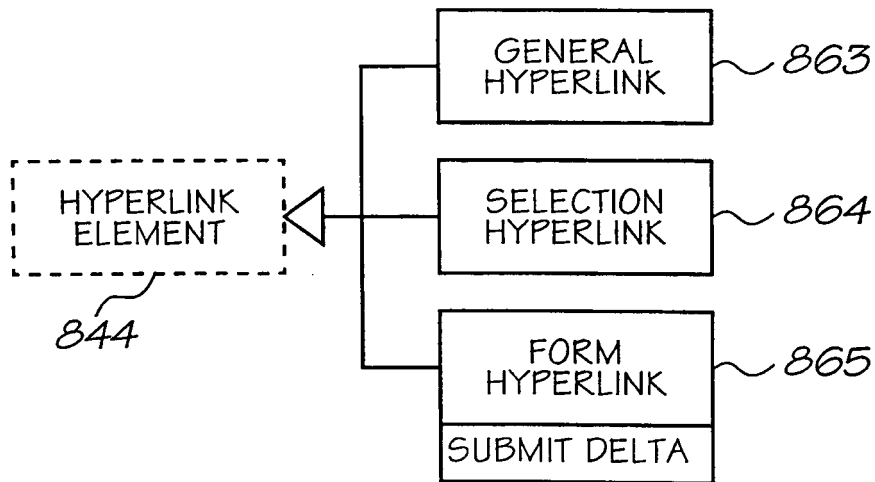 GENERAL
HYPERLINK
863
HYPERLINK
ELEMENT
844
SELECTION
HYPERLINK
864
FORM
HYPERLINK
865
SUBMIT DELTA